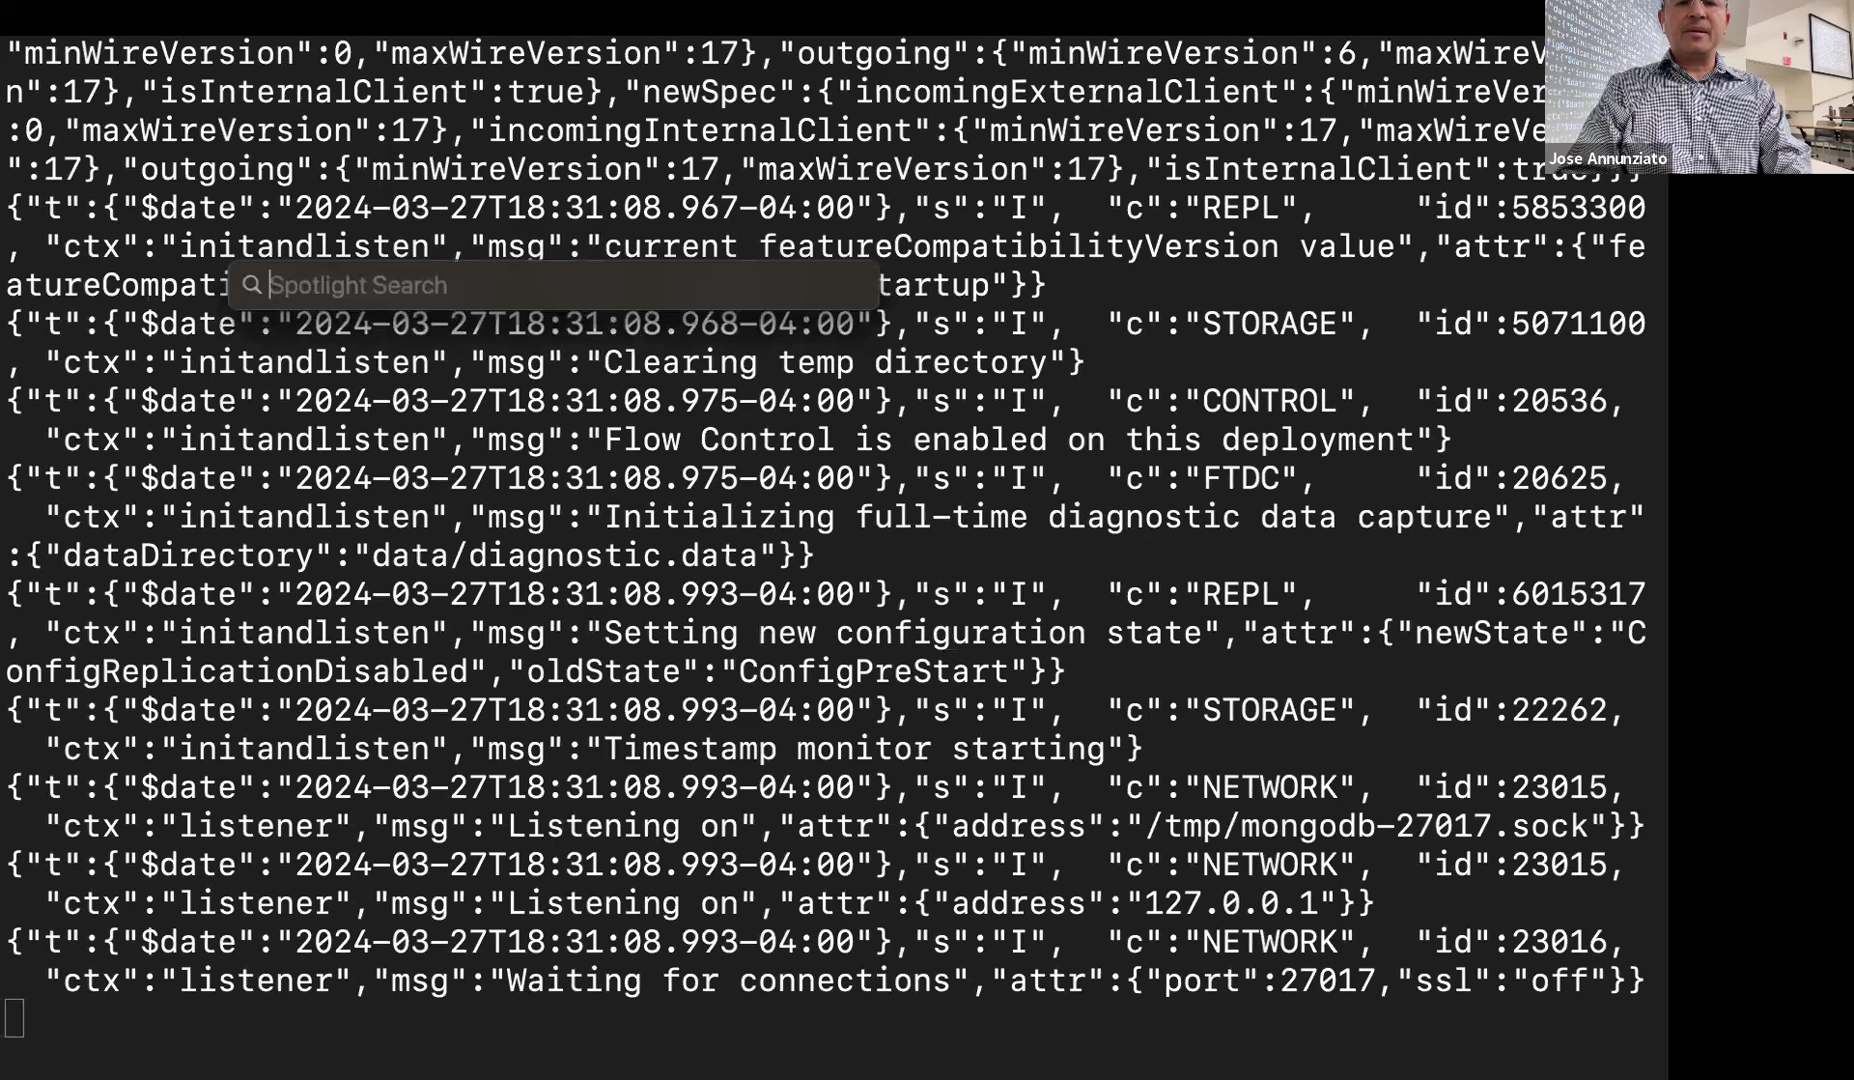 "minWireVersion":0,"maxWireVersion":17},"outgoing":{"minWireVersion":6,"maxWireV
n":17},"isInternalClient":true},"newSpec":{"incomingExternalClient":{"minWireVer
:0,"maxWireVersion":17},"incomingInternalClient":{"minWireVersion":17,"maxWireVe
":17},"outgoing":{"minWireVersion":17,"maxWireVersion":17},"isInternalClient":true}}}
Jose Annunziato
{"t":{"$date":"2024-03-27T18:31:08.967-04:00"},"s":"I", "c":"REPL", "id":5853300
, "ctx":"initandlisten","msg":"current featureCompatibilityVersion value","attr":{"fe
atureCompati
Spotlight Search
tartup"}}
{"t":{"$date":"2024-03-27T18:31:08.968-04:00"},"s":"I", "c":"STORAGE", "id":5071100
, "ctx":"initandlisten","msg":"Clearing temp directory"}
{"t":{"$date":"2024-03-27T18:31:08.975-04:00"},"s":"I", "c":"CONTROL", "id":20536,
"ctx":"initandlisten","msg":"Flow Control is enabled on this deployment"}
{"t":{"$date":"2024-03-27T18:31:08.975-04:00"},"s":"I", "c":"FTDC", "id":20625,
"ctx":"initandlisten","msg":"Initializing full-time diagnostic data capture","attr"
:{"dataDirectory":"data/diagnostic.data"}}
{"t":{"$date":"2024-03-27T18:31:08.993-04:00"},"s":"I", "c":"REPL", "id":6015317
, "ctx":"initandlisten","msg":"Setting new configuration state","attr":{"newState":"C
onfigReplicationDisabled","oldState":"ConfigPreStart"}}
{"t":{"$date":"2024-03-27T18:31:08.993-04:00"},"s":"I", "c":"STORAGE", "id":22262,
"ctx":"initandlisten","msg":"Timestamp monitor starting"}
{"t":{"$date":"2024-03-27T18:31:08.993-04:00"},"s":"I", "c":"NETWORK", "id":23015,
"ctx":"listener","msg":"Listening on","attr":{"address":"/tmp/mongodb-27017.sock"}}
{"t":{"$date":"2024-03-27T18:31:08.993-04:00"},"s":"I", "c":"NETWORK", "id":23015,
"ctx":"listener","msg":"Listening on","attr":{"address":"127.0.0.1"}}
{"t":{"$date":"2024-03-27T18:31:08.993-04:00"},"s":"I", "c":"NETWORK", "id":23016,
"ctx":"listener","msg":"Waiting for connections","attr":{"port":27017,"ssl":"off"}}